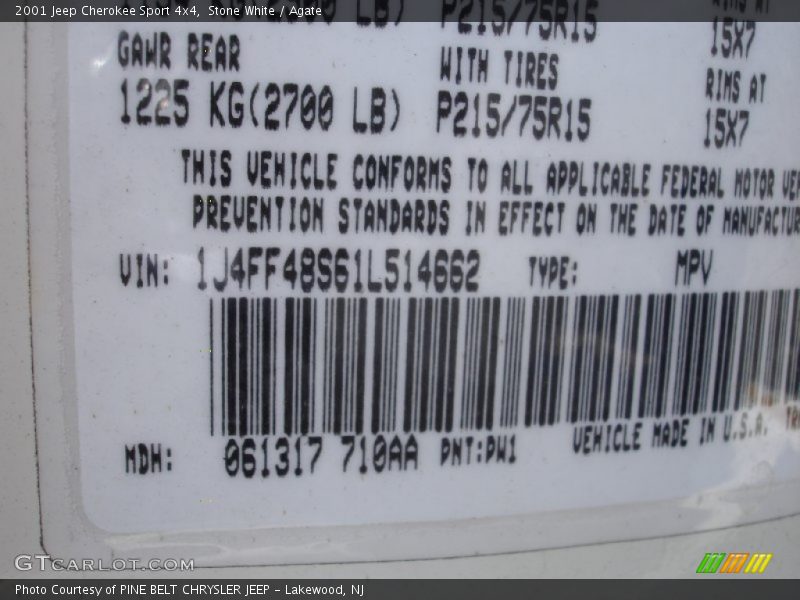 2001 Jeep Cherokee Sport 4x4, Stone White / Agate
LB) P215/75R15
15X7
GAWR REAR WITH TIRES RIMS AT
1225 KG(2700 LB) P215/75R15 15X7
THIS VEHICLE CONFORMS TO ALL APPLICABLE FEDERAL MOTOR VE
PREVENTION STANDARDS IN EFFECT ON THE DATE OF MANUFACTUR
VIN: 1J4FF48S61L514662 TYPE: MPV
MDH: 061317 710AA PNT:PW1 VEHICLE MADE IN U.S.A.
GTCARLOT.COM
Photo Courtesy of PINE BELT CHRYSLER JEEP - Lakewood, NJ